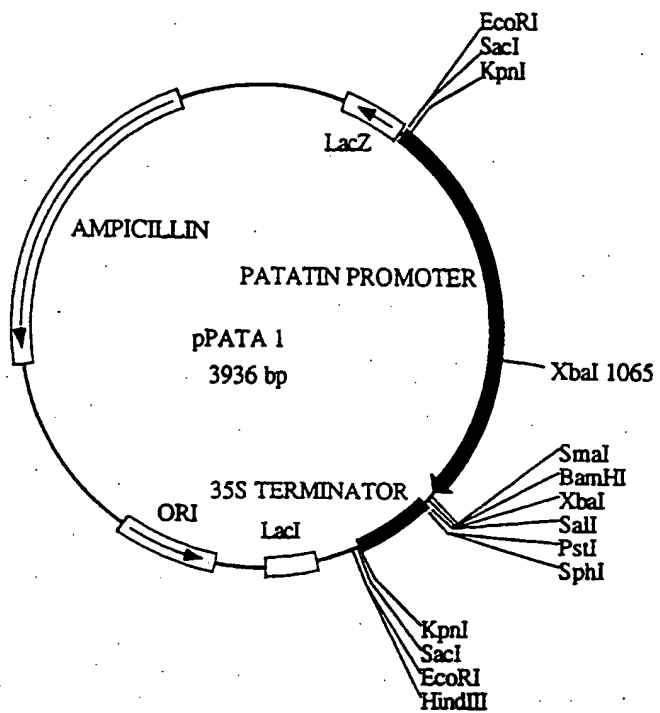 EcoRI
SacI
KpnI
LacZ
AMPICILLIN
PATATIN PROMOTER
pPATA 1
3936 bp
XbaI 1065
SmaI
BamHI
XbaI
SalI
PstI
SphI
35S TERMINATOR
ORI
LacI
KpnI
SacI
EcoRI
HindIII